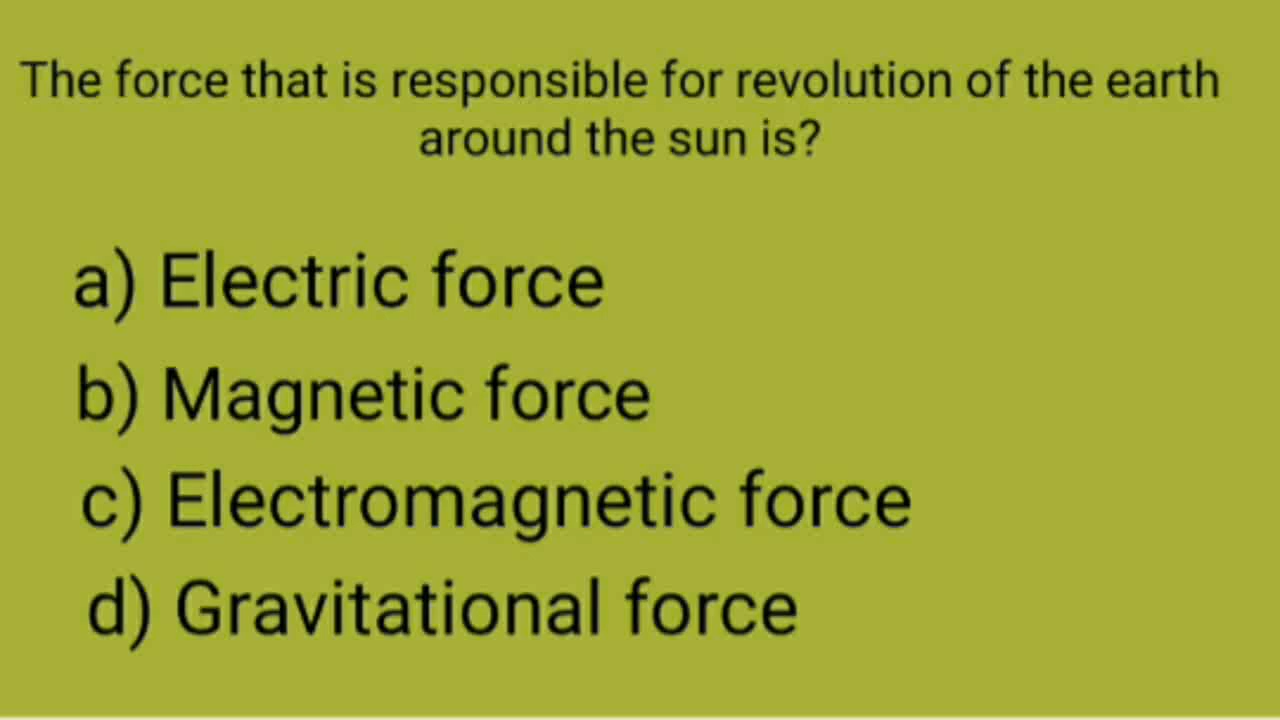 The force that is responsible for revolution of the earth
around the sun is?
a) Electric force
b) Magnetic force
c) Electromagnetic force
d) Gravitational force